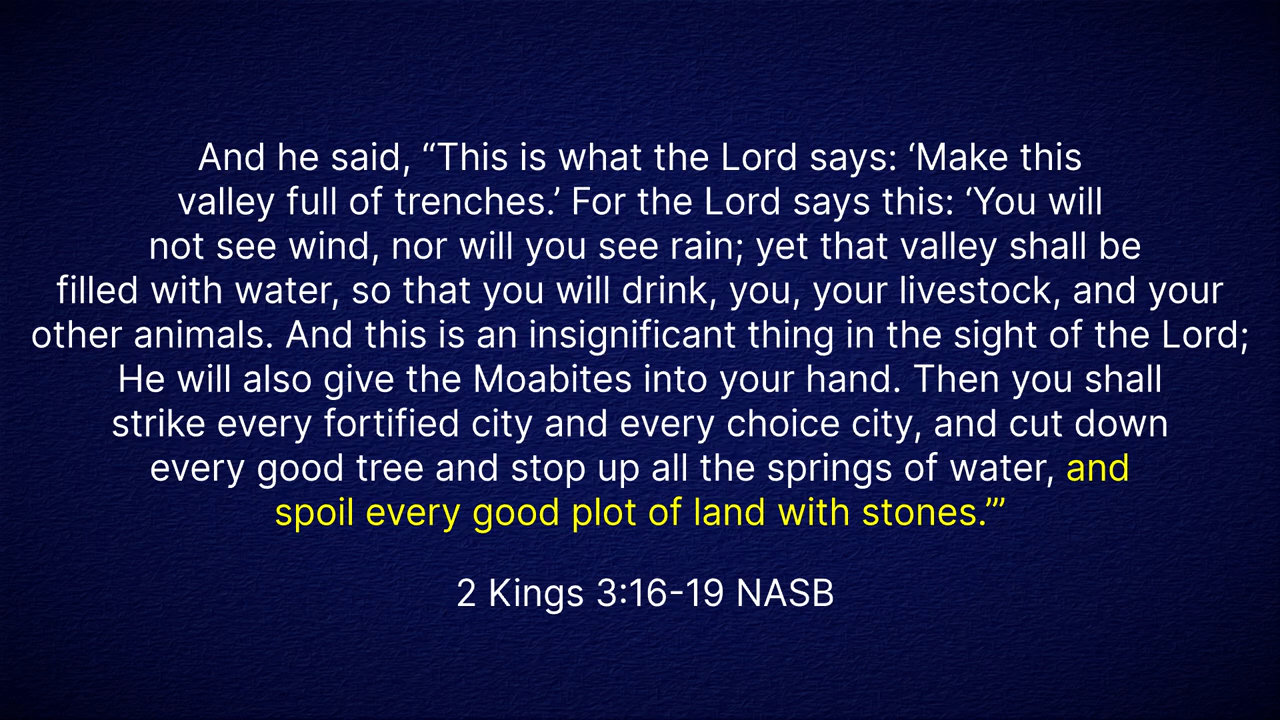 And he said, “This is what the Lord says: ‘Make this
valley full of trenches.’ For the Lord says this: ‘You will
not see wind, nor will you see rain; yet that valley shall be
filled with water, so that you will drink, you, your livestock, and your
other animals. And this is an insignificant thing in the sight of the Lord;
He will also give the Moabites into your hand. Then you shall
strike every fortified city and every choice city, and cut down
every good tree and stop up all the springs of water, and
spoil every good plot of land with stones.’”
2 Kings 3:16-19 NASB